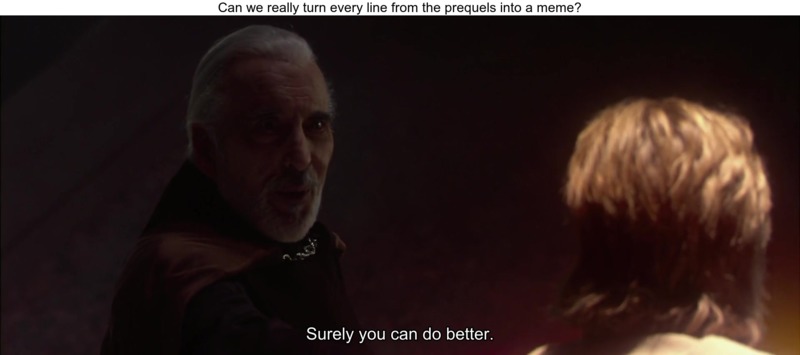 Can we really turn every line from the prequels into a meme?
Surely you can do better.